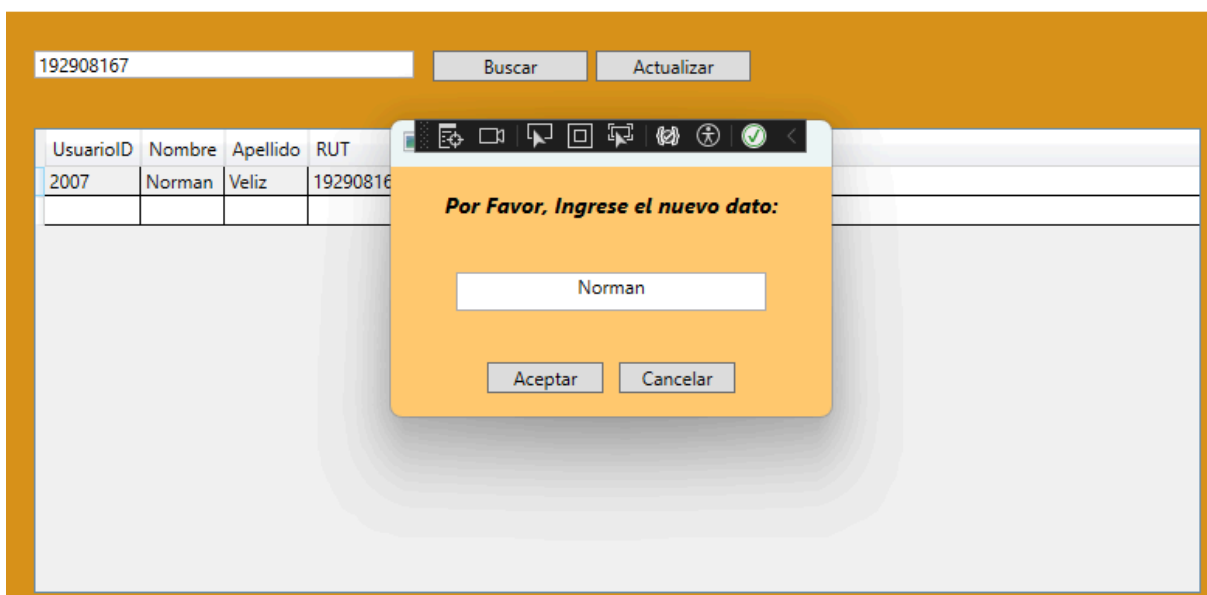 192908167 Buscar Actualizar
UsuarioID Nombre Apellido RUT
2007 Norman Veliz 19290816
Por Favor, Ingrese el nuevo dato:
Norman
Aceptar Cancelar